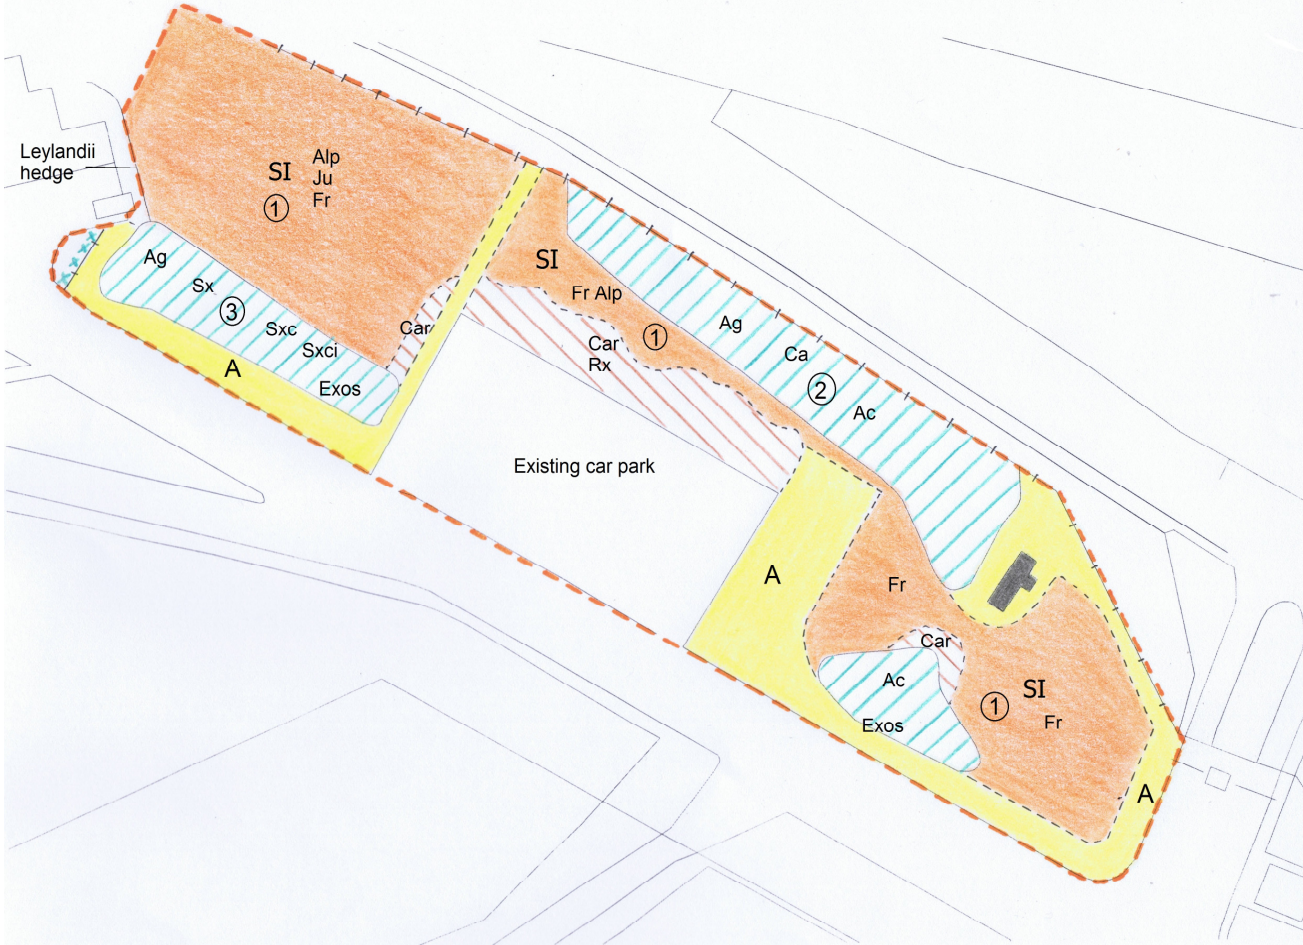 Leylandii
hedge
SI
Alp
Ju
Fr
1
Ag
Sx
3
Sxc
Sxci
Exos
A
Car
SI
Fr Alp
1
Car
Rx
Ag
Ca
2
Ac
Existing car park
A
Fr
Car
Ac
Exos
SI
1
Fr
A